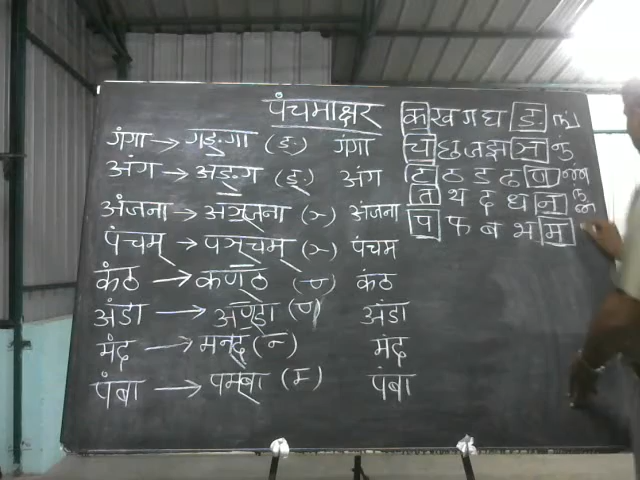 पंचमाक्षर
गंगा → गङ्गा (ङ्) गंगा
अंग → अङ्ग (ङ्) अंग
अंजना → अञ्जना (ञ) अंजना
पंचम् → पञ्चम् (ञ) पंचम
कंठ → कण्ठ (ण) कंठ
अंडा → अण्डा (ण) अंडा
मंद → मन्द् (न) मंद
पंबा → पम्बा (म) पंबा
क ख ग घ ङ
च छ ज झ ञ
ट ठ ड ढ ण
त थ द ध न
प फ ब भ म